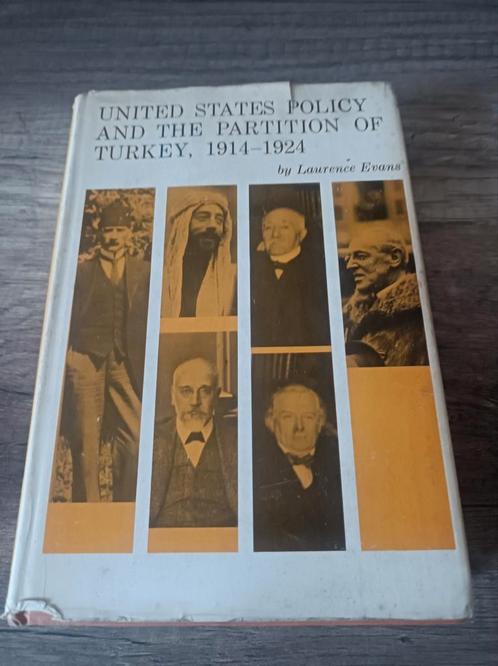 UNITED STATES POLICY
AND THE PARTITION OF
TURKEY, 1914–1924
by Laurence Evans